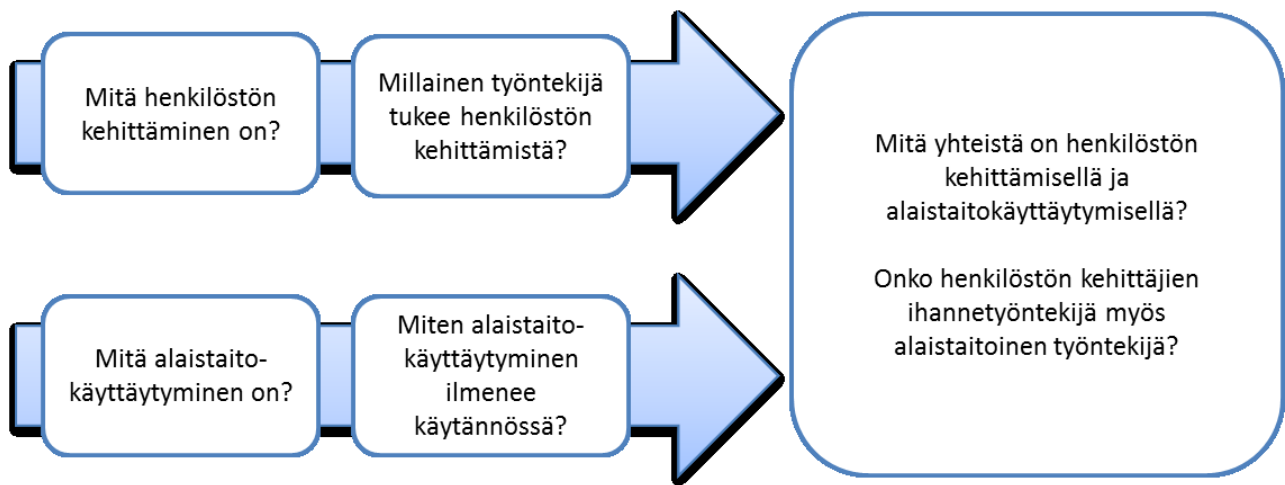 Mitä henkilöstön
kehittäminen on?
Millainen työntekijä
tukee henkilöstön
kehittämistä?
Mitä alaistaito-
käyttäytyminen on?
Miten alaistaito-
käyttäytyminen
ilmenee
käytännössä?
Mitä yhteistä on henkilöstön
kehittämisellä ja
alaistaitokäyttäytymisellä?
Onko henkilöstön kehittäjien
ihannetyöntekijä myös
alaistaitoinen työntekijä?